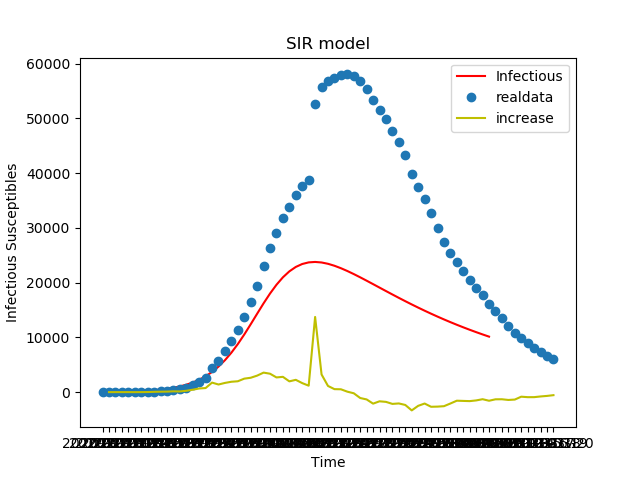 SIR model
60000
50000
40000
30000
20000
10000
0
Infectious Susceptibles
Infectious
realdata
increase
Time